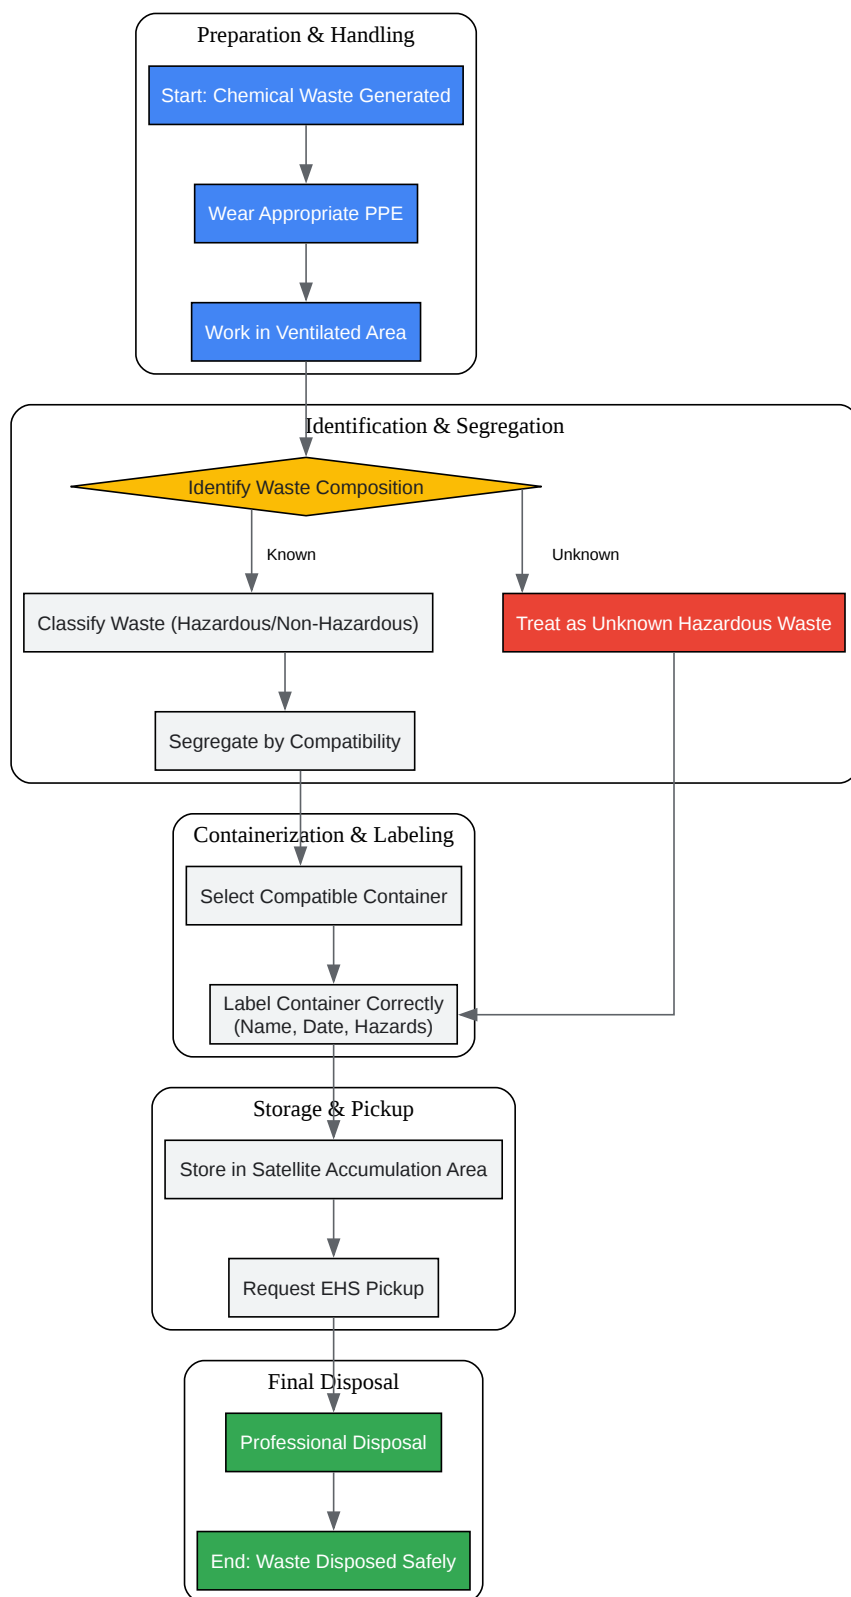 Preparation & Handling
Start: Chemical Waste Generated
Wear Appropriate PPE
Work in Ventilated Area
Identification & Segregation
Identify Waste Composition
Known
Unknown
Classify Waste (Hazardous/Non-Hazardous)
Treat as Unknown Hazardous Waste
Segregate by Compatibility
Containerization & Labeling
Select Compatible Container
Label Container Correctly
(Name, Date, Hazards)
Storage & Pickup
Store in Satellite Accumulation Area
Request EHS Pickup
Final Disposal
Professional Disposal
End: Waste Disposed Safely